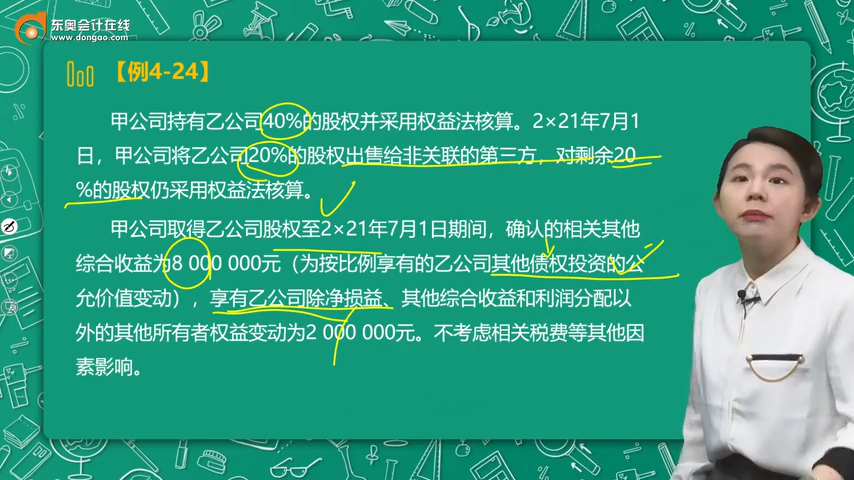 东奥会计在线
www.dongao.com
【例4-24】
甲公司持有乙公司40%的股权并采用权益法核算。2×21年7月1
日，甲公司将乙公司20%的股权出售给非关联的第三方，对剩余20
%的股权仍采用权益法核算。
甲公司取得乙公司股权至2×21年7月1日期间，确认的相关其他
综合收益为8 000 000元（为按比例享有的乙公司其他债权投资的公
允价值变动），享有乙公司除净损益、其他综合收益和利润分配以
外的其他所有者权益变动为2 000 000元。不考虑相关税费等其他因
素影响。